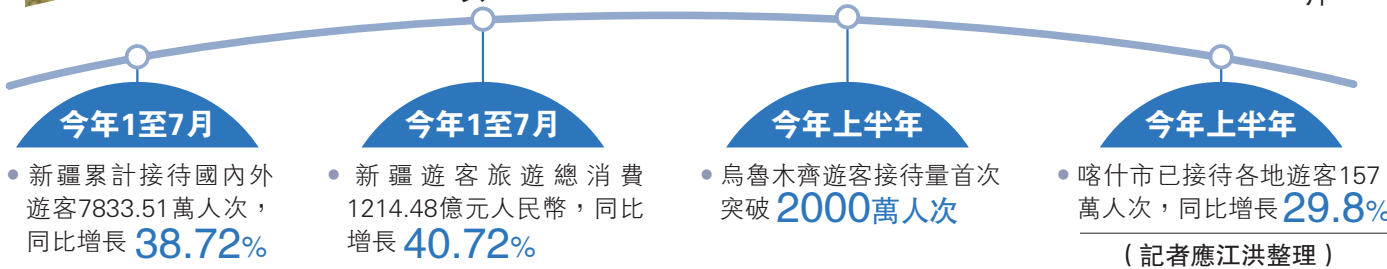 今年1至7月
新疆累計接待國內外
遊客7833.51萬人次，
同比增長 38.72%
今年1至7月
新疆遊客旅遊總消費
1214.48億元人民幣，同比
增長 40.72%
今年上半年
烏魯木齊遊客接待量首次
突破 2000萬人次
今年上半年
喀什市已接待各地遊客157
萬人次，同比增長 29.8%
（記者應江洪整理）